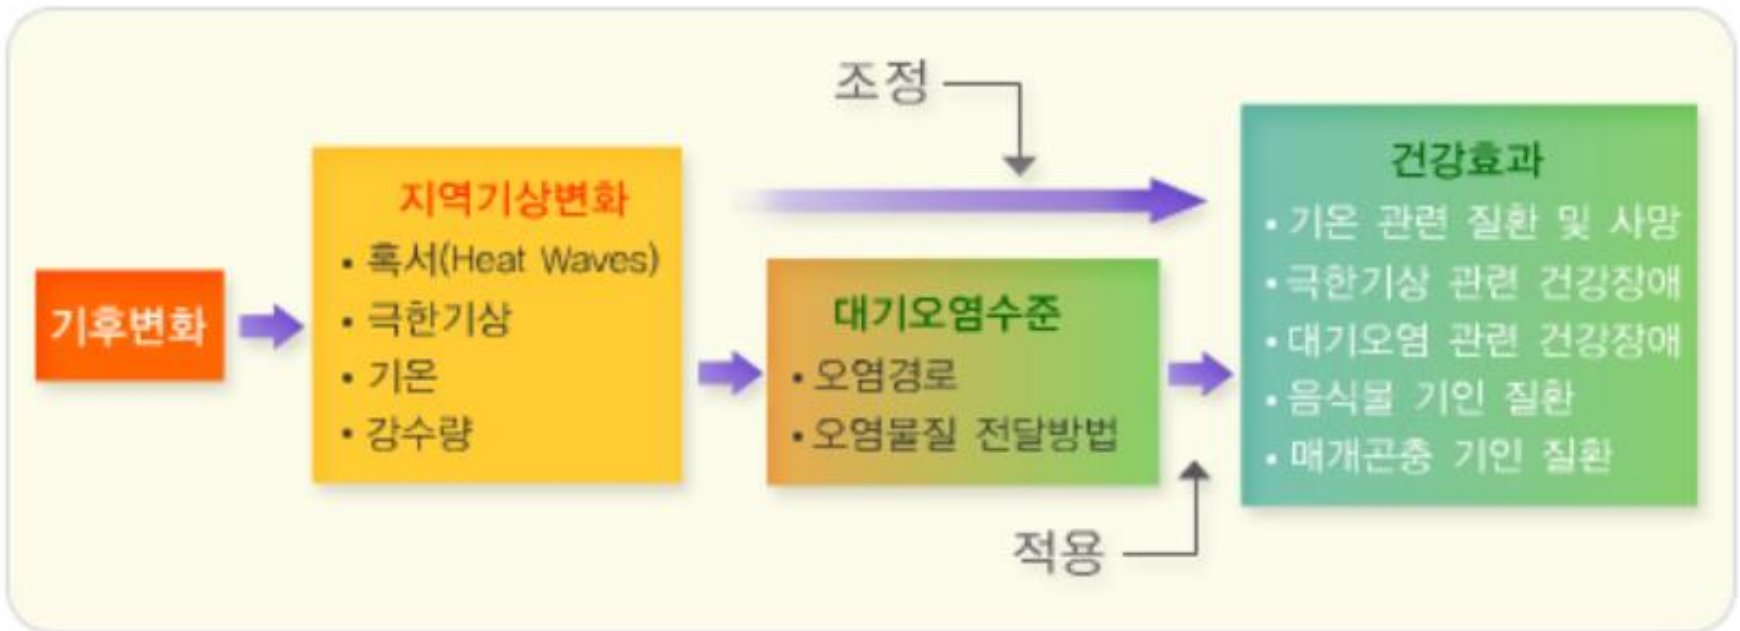 조정
기후변화
지역기상변화
• 혹서(Heat Waves)
• 극한기상
• 기온
• 강수량
대기오염수준
• 오염경로
• 오염물질 전달방법
적용
건강효과
• 기온 관련 질환 및 사망
• 극한기상 관련 건강장애
• 대기오염 관련 건강장애
• 음식물 기인 질환
• 매개곤충 기인 질환